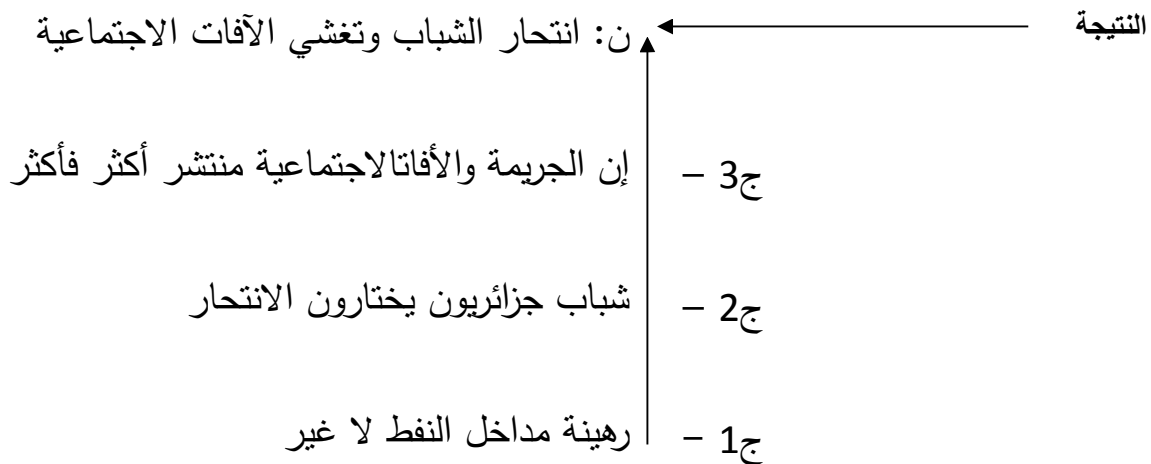 النتيجة
ن: انتحار الشباب وتغشي الآفات الاجتماعية
ج3 – إن الجريمة والأفاتالاجتماعية منتشر أكثر فأكثر
ج2 – شباب جزائريون يختارون الانتحار
ج1 – رهينة مداخل النفط لا غير